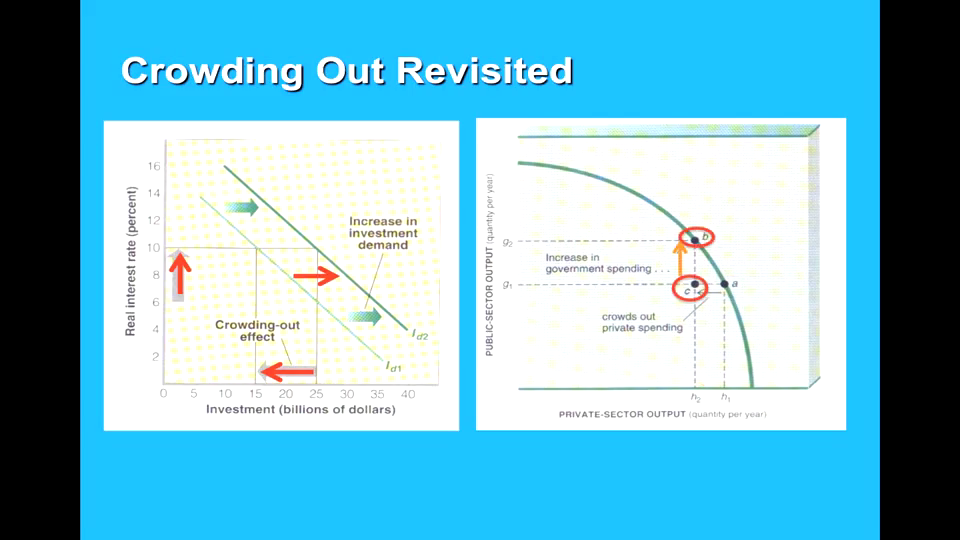 Crowding Out Revisited
Real interest rate (percent)
16
14
12
10
8
6
4
2
Increase in
investment
demand
Crowding-out
effect
Id2
Id1
0 5 10 15 20 25 30 35 40
Investment (billions of dollars)
PUBLIC-SECTOR OUTPUT (quantity per year)
g2
g1
b
Increase in
government spending . . .
c
a
crowds out
private spending
h2 h1
PRIVATE-SECTOR OUTPUT (quantity per year)